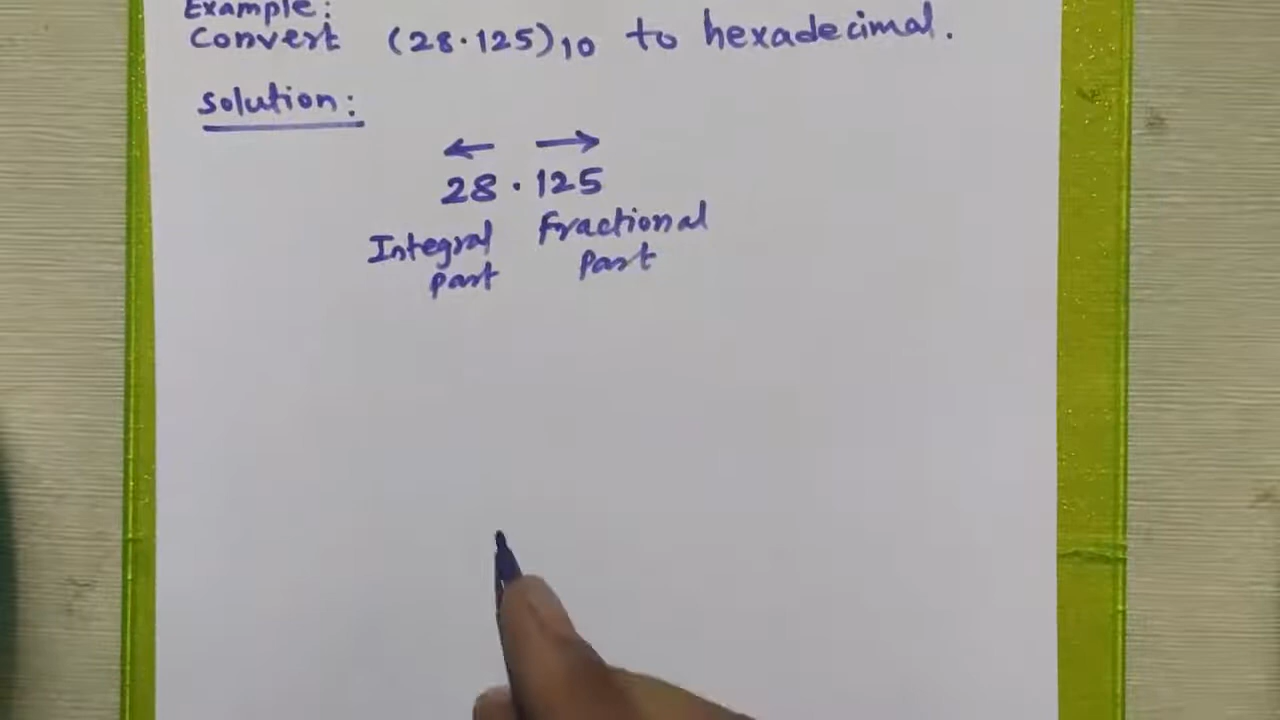 Example:
Convert (28.125)10 to hexadecimal.
Solution:
← →
28.125
Integral Fractional
part part